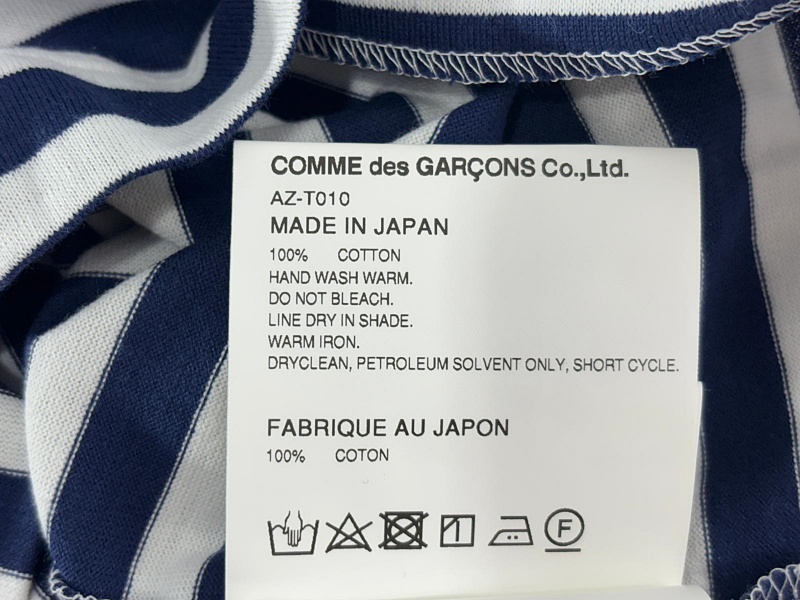 COMME des GARÇONS Co.,Ltd.
AZ-T010
MADE IN JAPAN
100% COTTON
HAND WASH WARM.
DO NOT BLEACH.
LINE DRY IN SHADE.
WARM IRON.
DRYCLEAN, PETROLEUM SOLVENT ONLY, SHORT CYCLE.
FABRIQUE AU JAPON
100% COTON
F